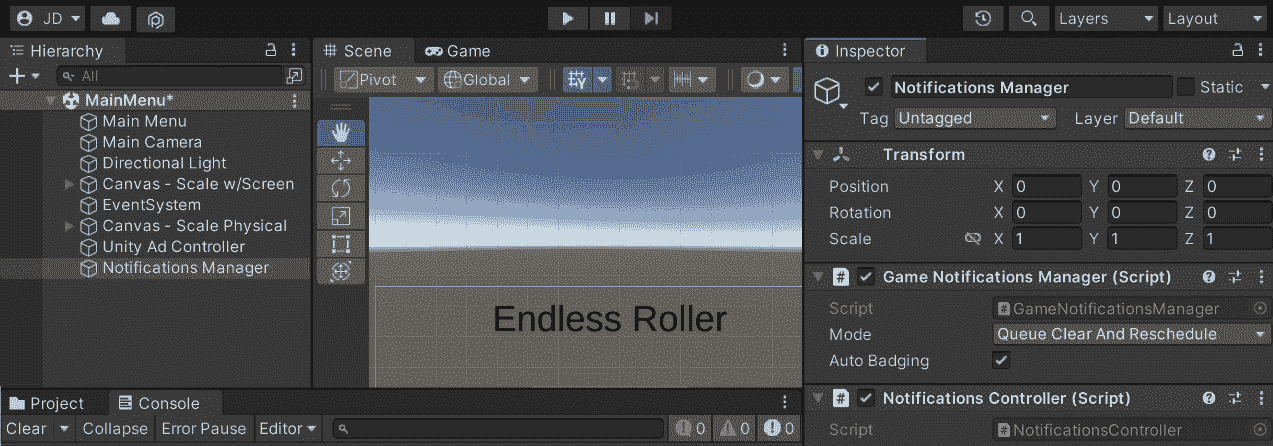 JD
Layers
Layout
Hierarchy
All
MainMenu*
Main Menu
Main Camera
Directional Light
Canvas - Scale w/Screen
EventSystem
Canvas - Scale Physical
Unity Ad Controller
Notifications Manager
Scene
Game
Pivot
Global
Y
Endless Roller
Inspector
Notifications Manager
Static
Tag Untagged Layer Default
Transform
Position X 0 Y 0 Z 0
Rotation X 0 Y 0 Z 0
Scale X 1 Y 1 Z 1
# Game Notifications Manager (Script)
Script # GameNotificationsManager
Mode Queue Clear And Reschedule
Auto Badging
# Notifications Controller (Script)
Script # NotificationsController
Project
Console
Clear Collapse Error Pause Editor
0 0 0